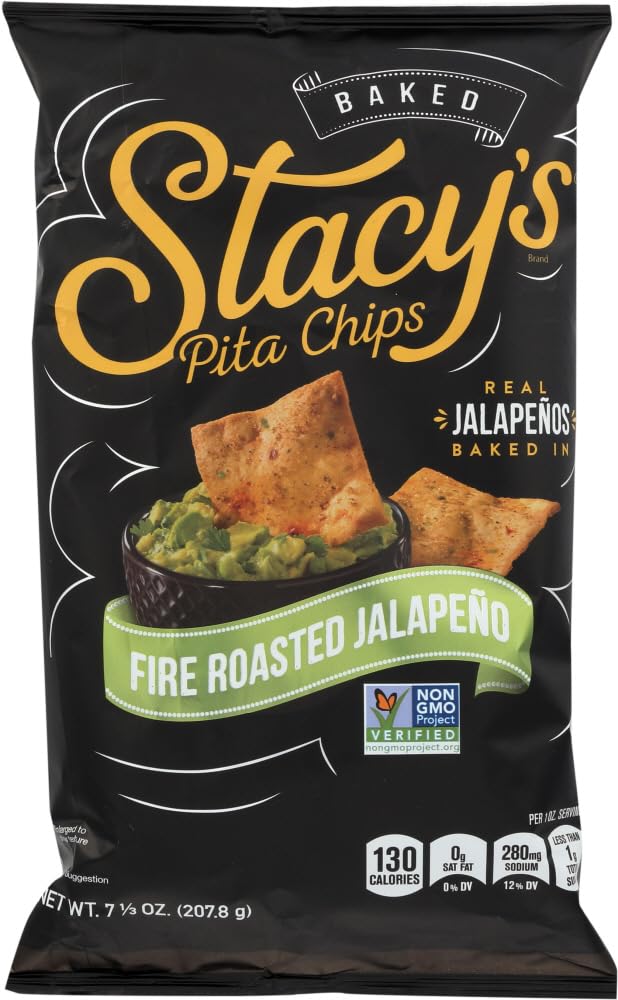 BAKED
Stacy's
Brand
Pita Chips
REAL
JALAPEÑOS
BAKED IN
FIRE ROASTED JALAPEÑO
NON
GMO
Project
VERIFIED
nongmoproject.org
PER 1 OZ. SERVIN
130
CALORIES
0g
SAT FAT
0% DV
280mg
SODIUM
12% DV
LESS THAN
1g
NET WT. 7 ⅓ OZ. (207.8 g)